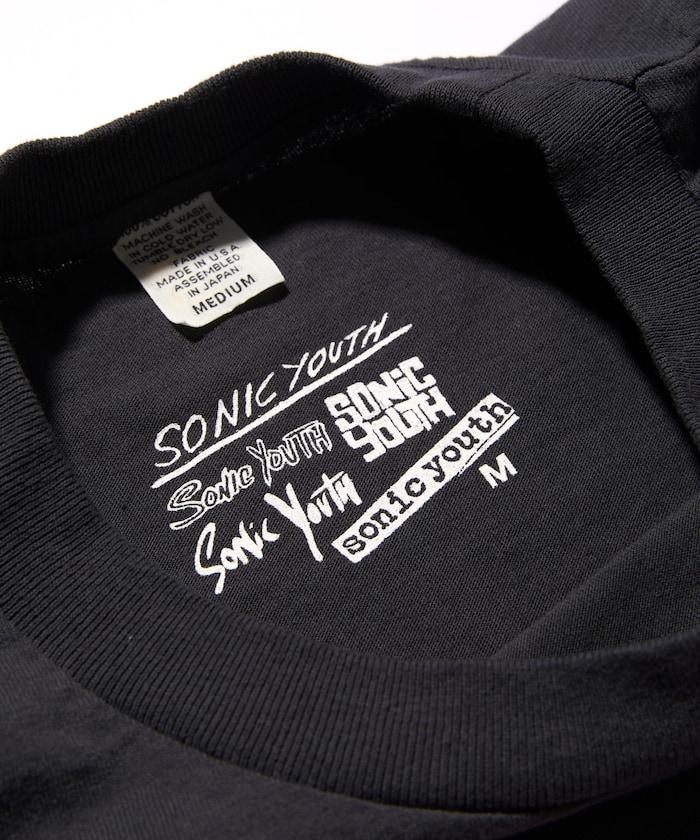 MACHINE WASH
IN COLD WATER
TUMBLE DRY LOW
NO BLEACH
FABRIC
MADE IN U.S.A
ASSEMBLED
IN JAPAN
MEDIUM
SONIC YOUTH
SONIC YOUTH
SONiC
YOUTH
SONiC YOUTH
sonic youth
M